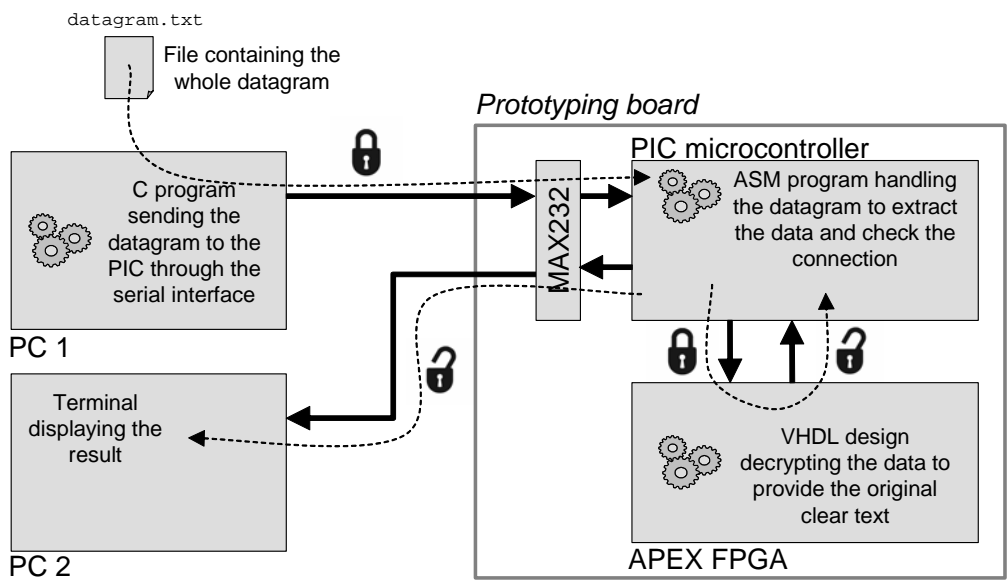 datagram.txt
File containing the
whole datagram
Prototyping board
PIC microcontroller
C program
sending the
datagram to the
PIC through the
serial interface
PC 1
MAX232
ASM program handling
the datagram to extract
the data and check the
connection
Terminal
displaying the
result
PC 2
VHDL design
decrypting the data to
provide the original
clear text
APEX FPGA